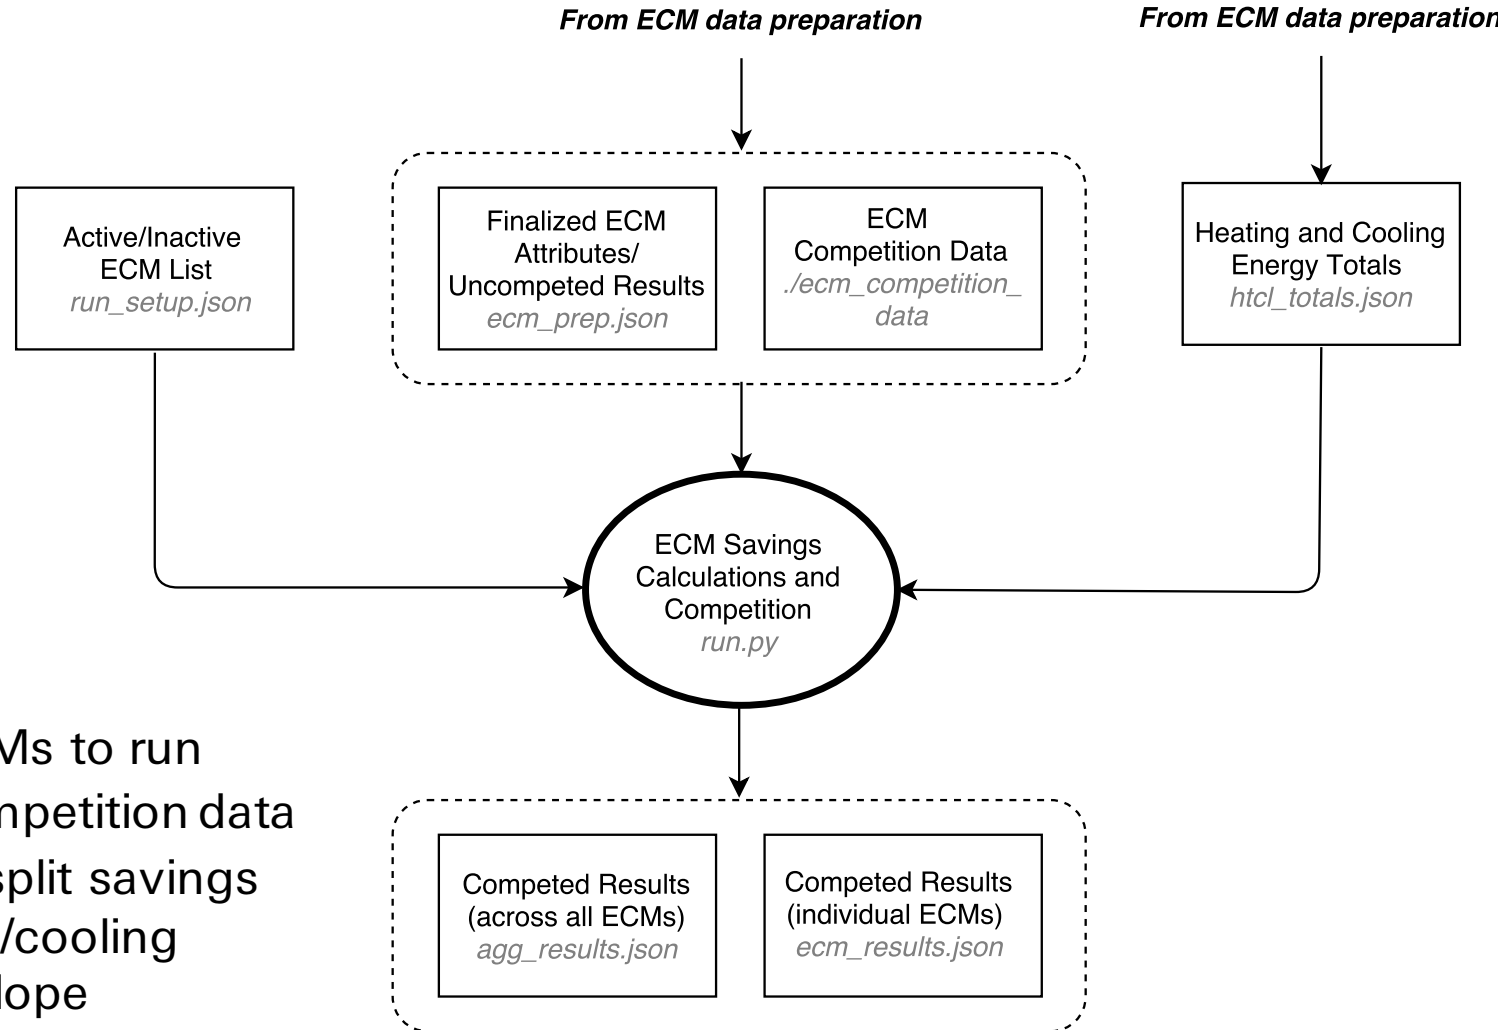 From ECM data preparation
From ECM data preparation
Active/Inactive
ECM List
run_setup.json
Finalized ECM
Attributes/
Uncompeted Results
ecm_prep.json
ECM
Competition Data
./ecm_competition_
data
Heating and Cooling
Energy Totals
htcl_totals.json
ECM Savings
Calculations and
Competition
run.py
Ms to run
mpetition data
split savings
/cooling
lope
Competed Results
(across all ECMs)
agg_results.json
Competed Results
(individual ECMs)
ecm_results.json